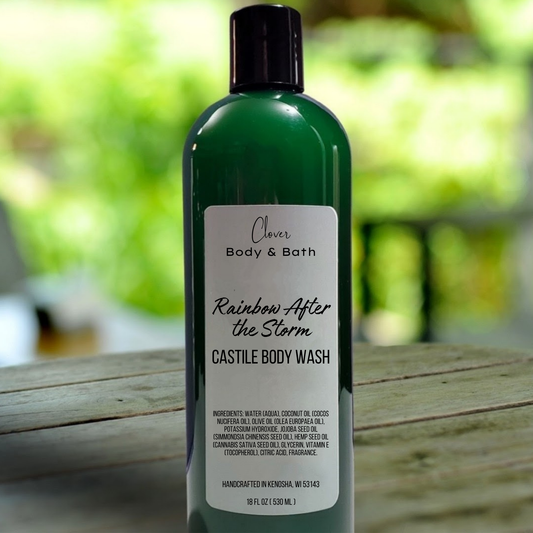 Clover
Body & Bath
Rainbow After
the Storm
CASTILE BODY WASH
INGREDIENTS: WATER (AQUA), COCONUT OIL (COCOS
NUCIFERA OIL), OLIVE OIL (OLEA EUROPAEA OIL),
POTASSIUM HYDROXIDE, JOJOBA SEED OIL
(SIMMONDSIA CHINENSIS SEED OIL), HEMP SEED OIL
(CANNABIS SATIVA SEED OIL), GLYCERIN, VITAMIN E
(TOCOPHEROL), CITRIC ACID, FRAGRANCE.
HANDCRAFTED IN KENOSHA, WI 53143
18 FL OZ ( 530 ML )